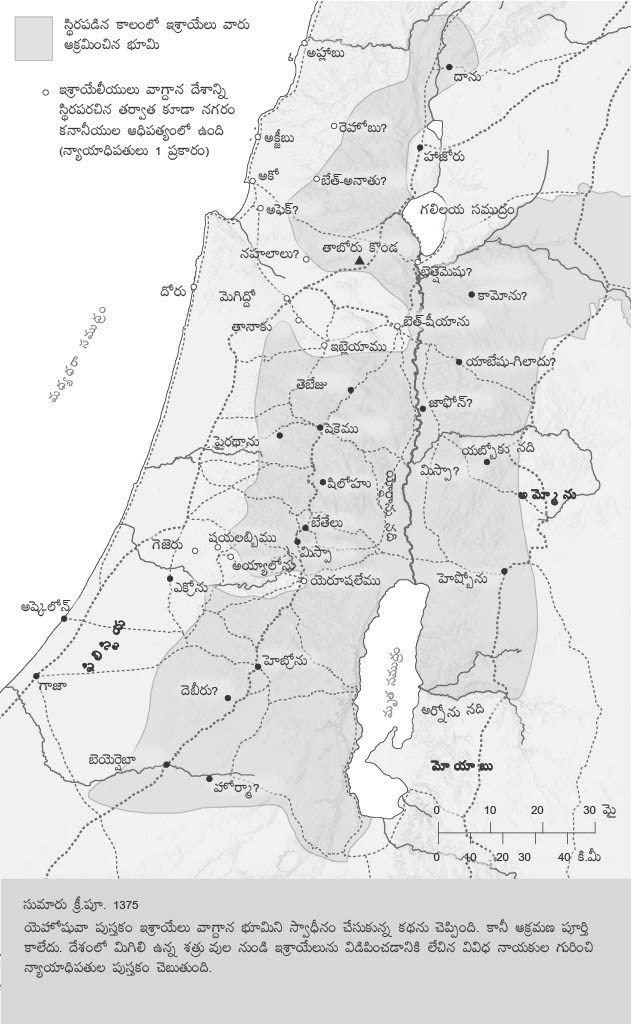 స్థిరపడిన కాలంలో ఇశ్రాయేలు వారు
ఆక్రమించిన భూమి
ఇశ్రాయేలీయులు వాగ్దాన దేశాన్ని
స్థిరపరచిన తర్వాత కూడా నగరం
కనానీయుల ఆధిపత్యంలో ఉంది
(న్యాయాధిపతులు 1 ప్రకారం)
అహ్లాబు
దాను
రెహోబు?
అక్జీబు
హాజోరు
అకో
బేత్-అనాతు?
అఫెక్?
గలిలయ సముద్రం
నహలాలు?
తాబోరు కొండ
బెత్షెమెషు?
దోరు
మెగిద్దో
కామోను?
తానాకు
బెత్-షీయాను
ఇబ్లెయాము
యాబేషు-గిలాదు?
మధ్యధరా సముద్రం
తెబేజు
జాఫోన్?
షెకెము
పైరథాను
యబ్బోకు నది
మిస్పా?
షిలోహు
అమ్మోను
బేతేలు
గెజెరు
షయలబ్బిము
మిస్పా
అయ్యాలోను
యెరూషలేము
ఎక్రోను
హెష్బోను
అష్కెలోన్
హెబ్రోను
గాజా
దెబీరు?
మృత సముద్రం
అర్నోను నది
బెయెర్షెబా
మోయాబు
హోర్మా?
0 10 20 30 మై
0 10 20 30 40 కి.మీ
సుమారు క్రీ.పూ. 1375
యెహోషువా పుస్తకం ఇశ్రాయేలు వాగ్దాన భూమిని స్వాధీనం చేసుకున్న కథను చెప్పింది. కానీ ఆక్రమణ పూర్తి
కాలేదు. దేశంలో మిగిలి ఉన్న శత్రు వుల నుండి ఇశ్రాయేలును విడిపించడానికి లేచిన వివిధ నాయకుల గురించి
న్యాయాధిపతుల పుస్తకం చెబుతుంది.